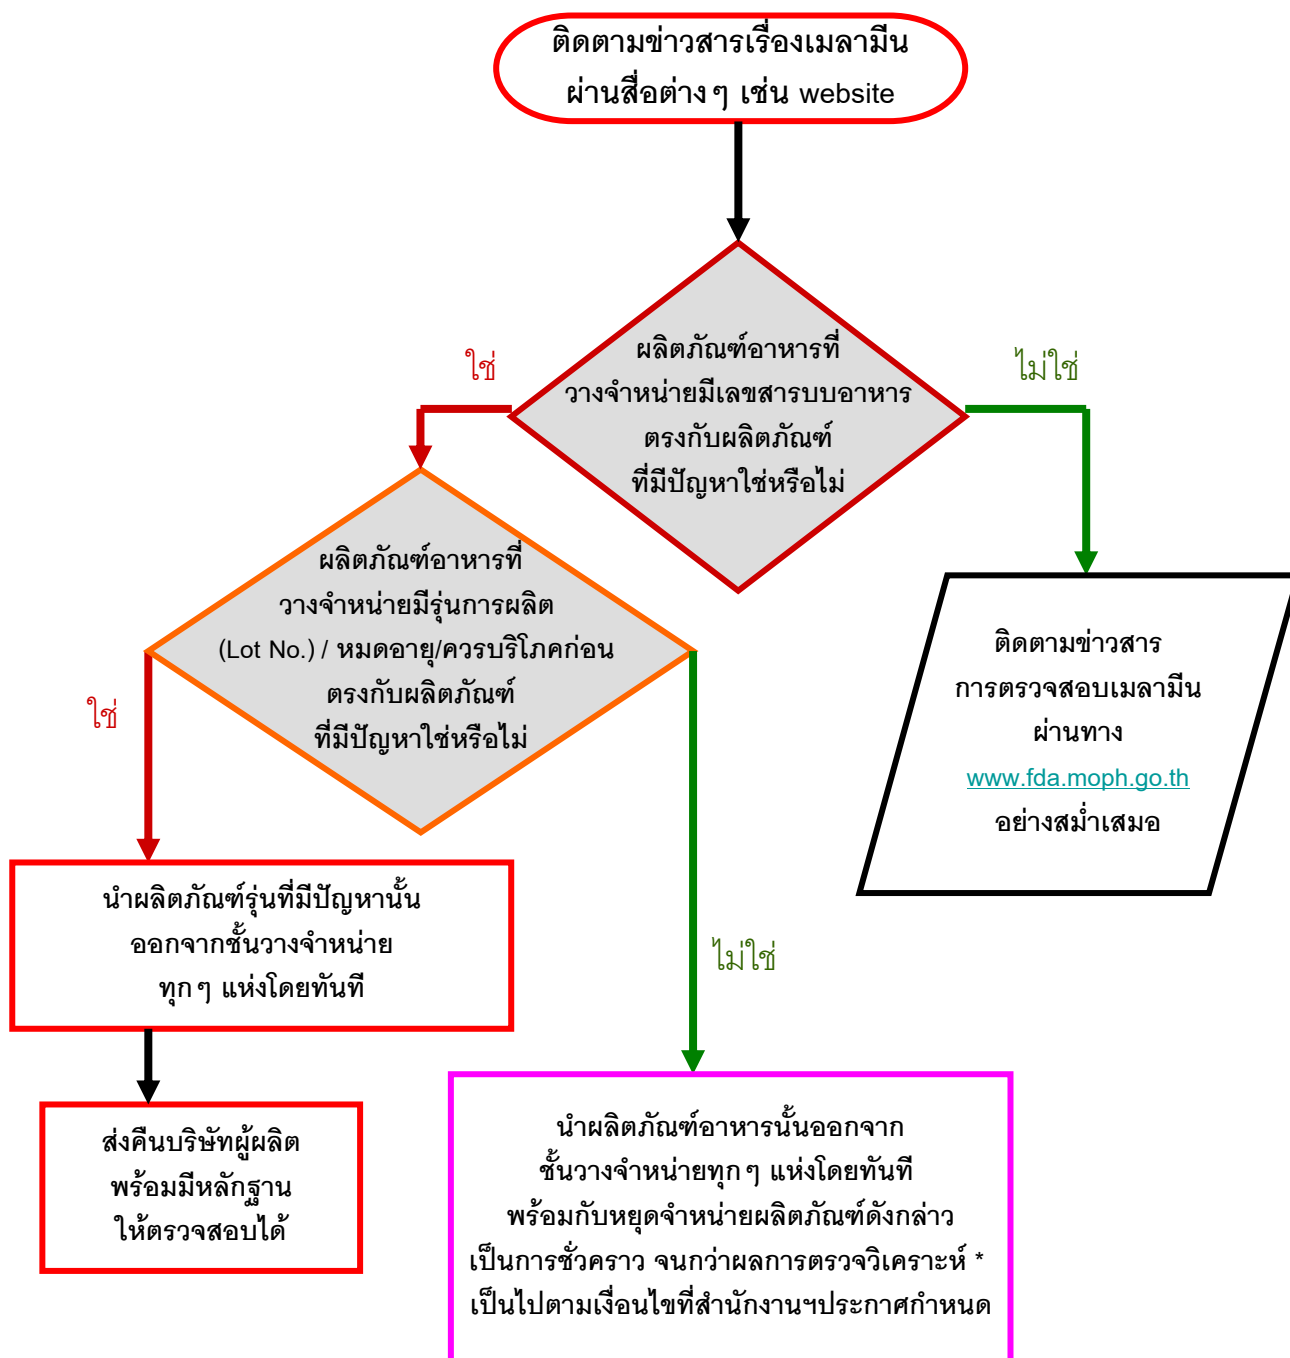 ติดตามข่าวสารเรื่องเมลามีน
ผ่านสื่อต่างๆ เช่น website
ใช่
ไม่ใช่
ผลิตภัณฑ์อาหารที่
วางจำหน่ายมีเลขสารบบอาหาร
ตรงกับผลิตภัณฑ์
ที่มีปัญหาใช่หรือไม่
ผลิตภัณฑ์อาหารที่
วางจำหน่ายมีรุ่นการผลิต
(Lot No.) / หมดอายุ/ควรบริโภคก่อน
ตรงกับผลิตภัณฑ์
ที่มีปัญหาใช่หรือไม่
ติดตามข่าวสาร
การตรวจสอบเมลามีน
ผ่านทาง
www.fda.moph.go.th
อย่างสม่ำเสมอ
ใช่
ไม่ใช่
นำผลิตภัณฑ์รุ่นที่มีปัญหานั้น
ออกจากชั้นวางจำหน่าย
ทุกๆ แห่งโดยทันที
ส่งคืนบริษัทผู้ผลิต
พร้อมมีหลักฐาน
ให้ตรวจสอบได้
นำผลิตภัณฑ์อาหารนั้นออกจาก
ชั้นวางจำหน่ายทุกๆ แห่งโดยทันที
พร้อมกับหยุดจำหน่ายผลิตภัณฑ์ดังกล่าว
เป็นการชั่วคราว จนกว่าผลการตรวจวิเคราะห์ *
เป็นไปตามเงื่อนไขที่สำนักงานฯประกาศกำหนด